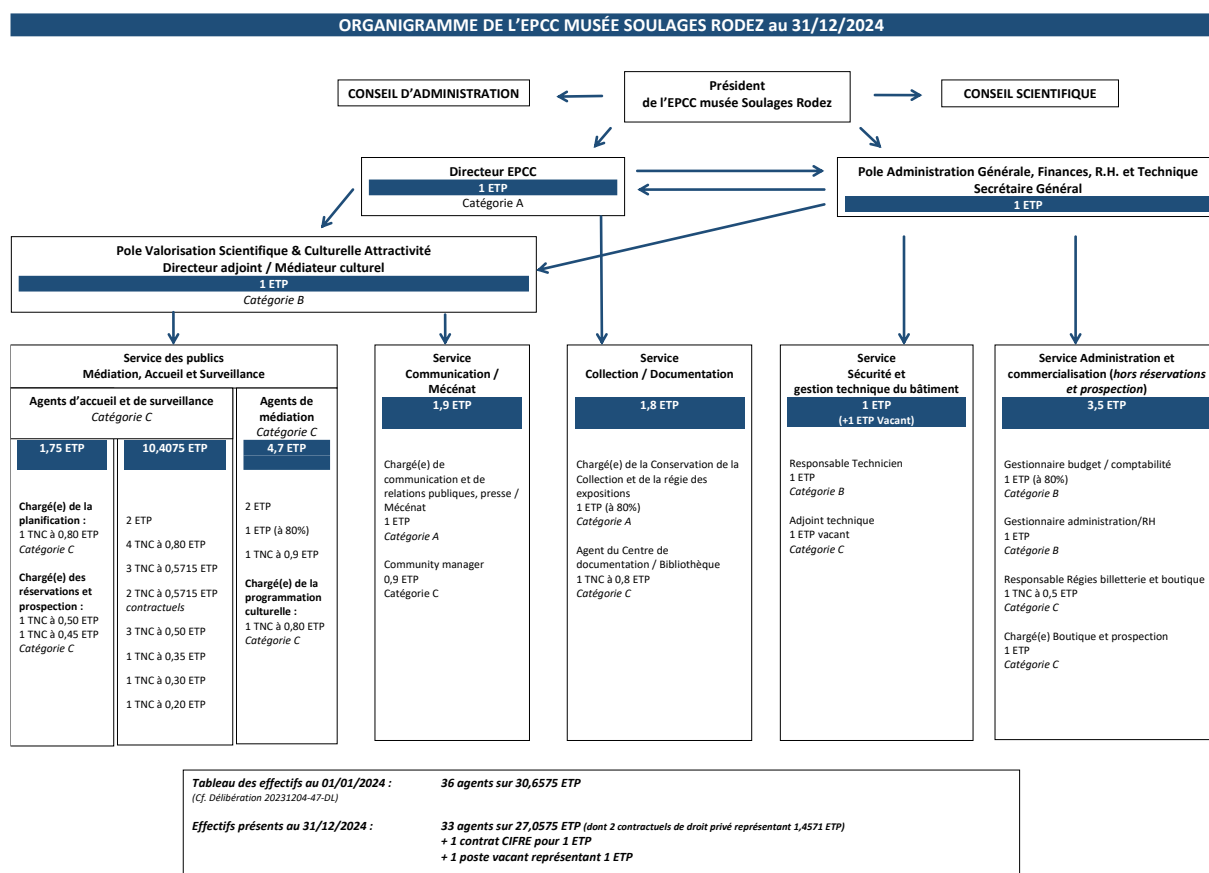 ORGANIGRAMME DE L'EPCC MUSÉE SOULAGES RODEZ au 31/12/2024
CONSEIL D'ADMINISTRATION
Président
de l'EPCC musée Soulages Rodez
CONSEIL SCIENTIFIQUE
Directeur EPCC
1 ETP
Catégorie A
Pole Administration Générale, Finances, R.H. et Technique
Secrétaire Général
1 ETP
Pole Valorisation Scientifique & Culturelle Attractivité
Directeur adjoint / Médiateur culturel
1 ETP
Catégorie B
Service des publics
Médiation, Accueil et Surveillance
Agents d'accueil et de surveillance
Catégorie C
1,75 ETP
Chargé(e) de la
planification :
1 TNC à 0,80 ETP
Catégorie C
Chargé(e) des
réservations et
prospection :
1 TNC à 0,50 ETP
1 TNC à 0,45 ETP
Catégorie C
10,4075 ETP
2 ETP
4 TNC à 0,80 ETP
3 TNC à 0,5715 ETP
2 TNC à 0,5715 ETP
contractuels
3 TNC à 0,50 ETP
1 TNC à 0,35 ETP
1 TNC à 0,30 ETP
1 TNC à 0,20 ETP
Agents de
médiation
Catégorie C
4,7 ETP
2 ETP
1 ETP (à 80%)
1 TNC à 0,9 ETP
Chargé(e) de la
programmation
culturelle :
1 TNC à 0,80 ETP
Catégorie C
Service
Communication /
Mécénat
1,9 ETP
Chargé(e) de
communication et de
relations publiques, presse /
Mécénat
1 ETP
Catégorie A
Community manager
0,9 ETP
Catégorie C
Service
Collection / Documentation
1,8 ETP
Chargé(e) de la Conservation de la
Collection et de la régie des
expositions
1 ETP (à 80%)
Catégorie A
Agent du Centre de
documentation / Bibliothèque
1 TNC à 0,8 ETP
Catégorie C
Service
Sécurité et
gestion technique du bâtiment
1 ETP
(+1 ETP Vacant)
Responsable Technicien
1 ETP
Catégorie B
Adjoint technique
1 ETP vacant
Catégorie C
Service Administration et
commercialisation (hors réservations
et prospection)
3,5 ETP
Gestionnaire budget / comptabilité
1 ETP (à 80%)
Catégorie B
Gestionnaire administration/RH
1 ETP
Catégorie B
Responsable Régies billetterie et boutique
1 TNC à 0,5 ETP
Catégorie C
Chargé(e) Boutique et prospection
1 ETP
Catégorie C
Tableau des effectifs au 01/01/2024 : 36 agents sur 30,6575 ETP
(Cf. Délibération 20231204-47-DL)
Effectifs présents au 31/12/2024 : 33 agents sur 27,0575 ETP (dont 2 contractuels de droit privé représentant 1,4571 ETP)
+ 1 contrat CIFRE pour 1 ETP
+ 1 poste vacant représentant 1 ETP